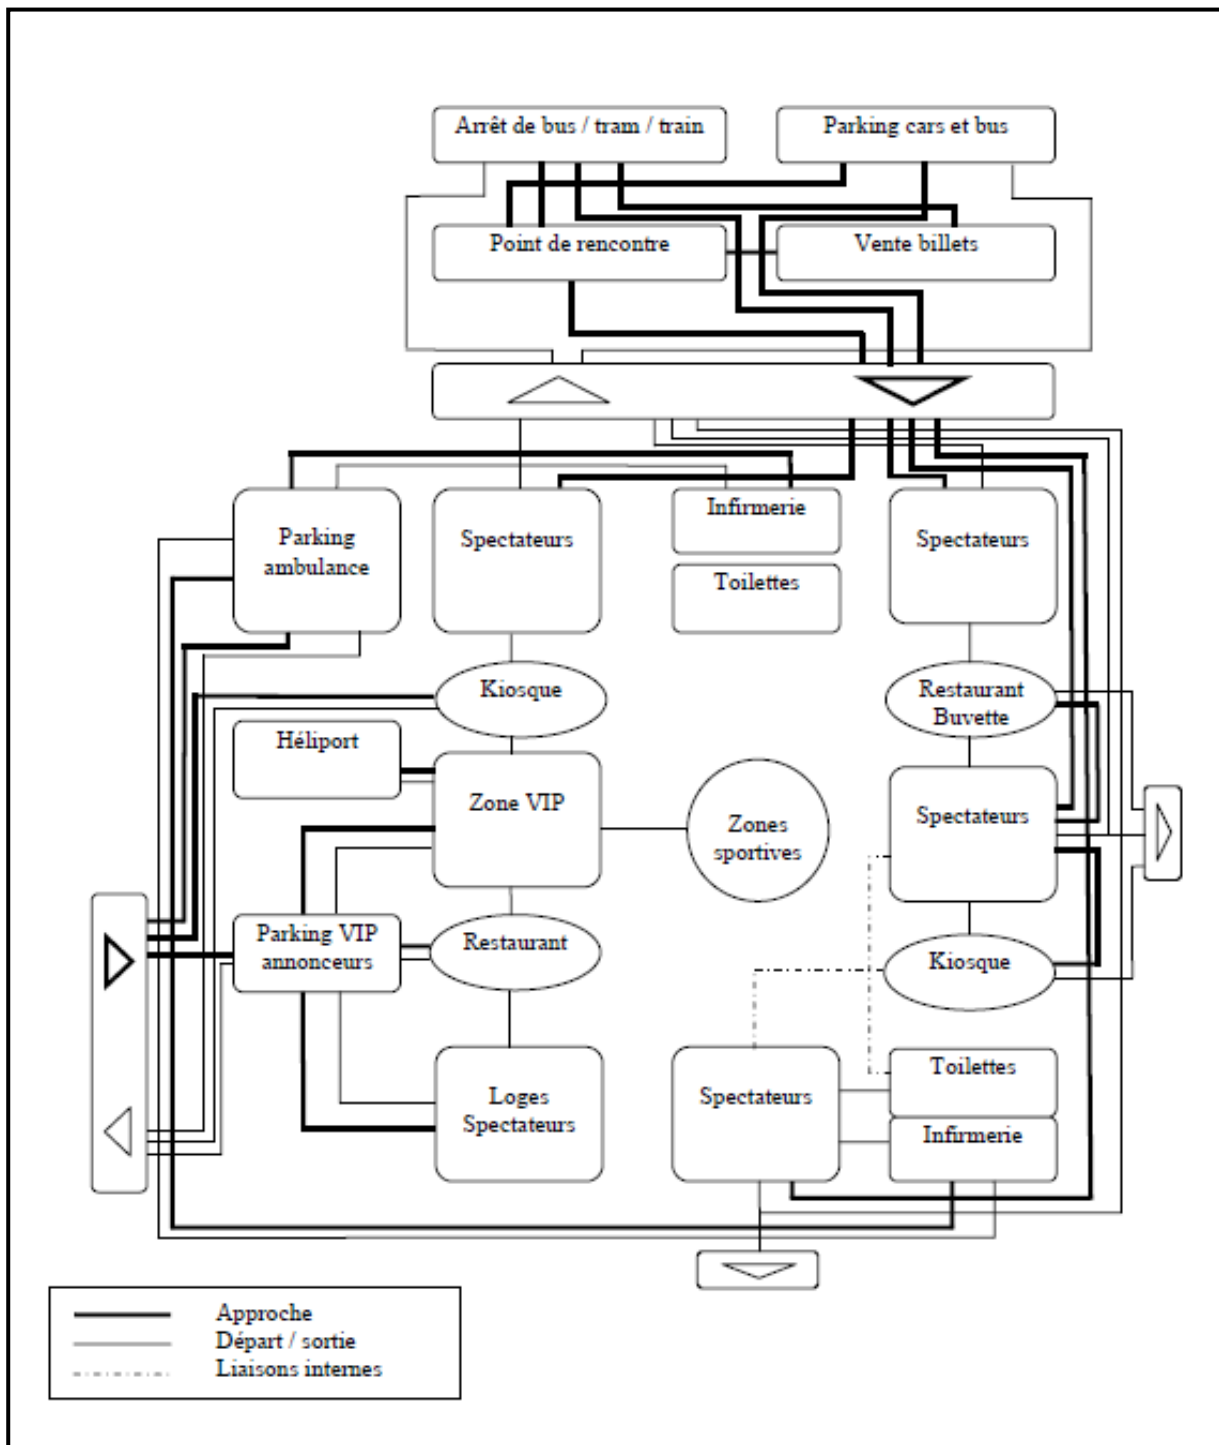 Arrêt de bus / tram / train
Parking cars et bus
Point de rencontre
Vente billets
Parking
ambulance
Spectateurs
Infirmerie
Toilettes
Spectateurs
Kiosque
Restaurant
Buvette
Héliport
Zone VIP
Zones
sportives
Spectateurs
Parking VIP
annonceurs
Restaurant
Kiosque
Loges
Spectateurs
Spectateurs
Toilettes
Infirmerie
Approche
Départ / sortie
Liaisons internes